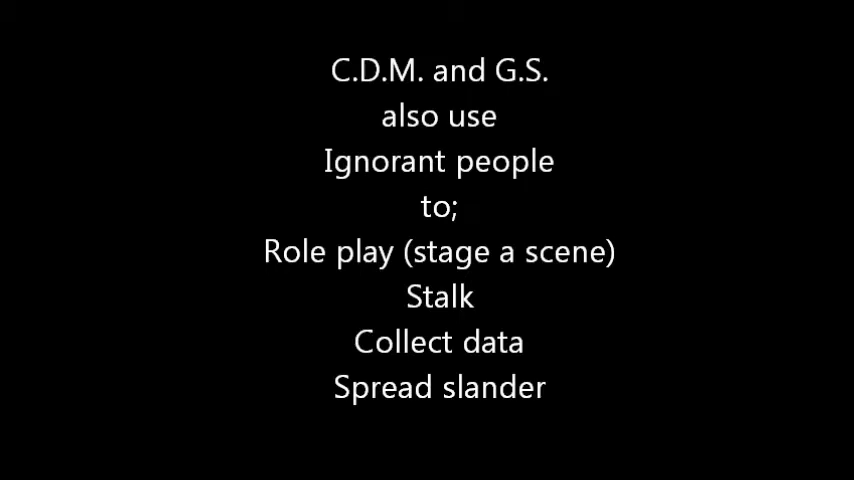 C.D.M. and G.S.
also use
Ignorant people
to;
Role play (stage a scene)
Stalk
Collect data
Spread slander